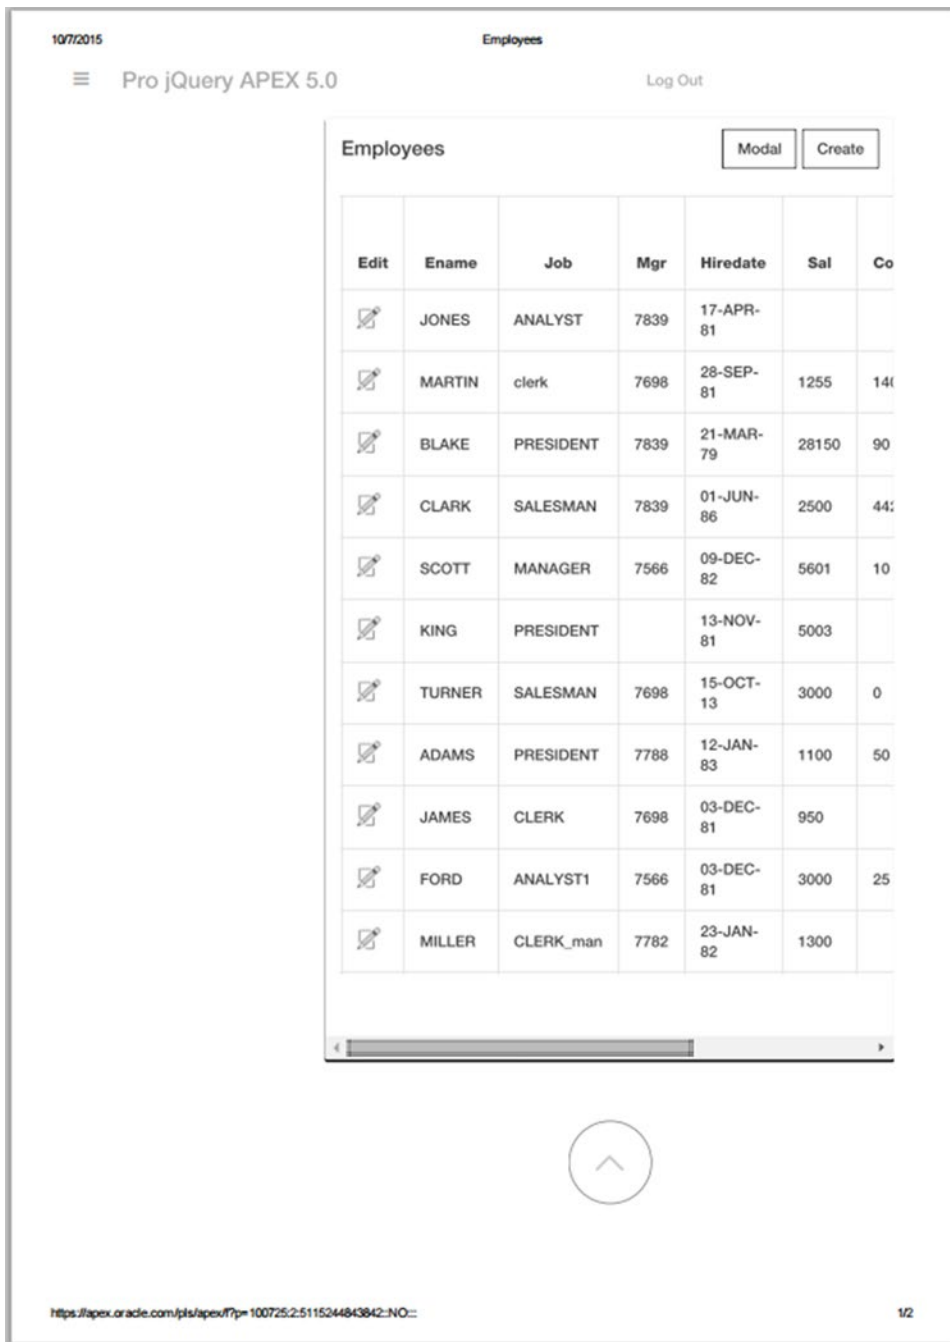 10/7/2015 Employees
Pro jQuery APEX 5.0 Log Out
Employees Modal Create
Edit Ename Job Mgr Hiredate Sal Co
JONES ANALYST 7839 17-APR-
81
MARTIN clerk 7698 28-SEP-
81 1255 140
BLAKE PRESIDENT 7839 21-MAR-
79 28150 90
CLARK SALESMAN 7839 01-JUN-
86 2500 442
SCOTT MANAGER 7566 09-DEC-
82 5601 10
KING PRESIDENT 13-NOV-
81 5003
TURNER SALESMAN 7698 15-OCT-
13 3000 0
ADAMS PRESIDENT 7788 12-JAN-
83 1100 50
JAMES CLERK 7698 03-DEC-
81 950
FORD ANALYST1 7566 03-DEC-
81 3000 25
MILLER CLERK_man 7782 23-JAN-
82 1300
https://apex.oracle.com/pls/apex/f?p=100725:2:5115244843842::NO::: 1/2